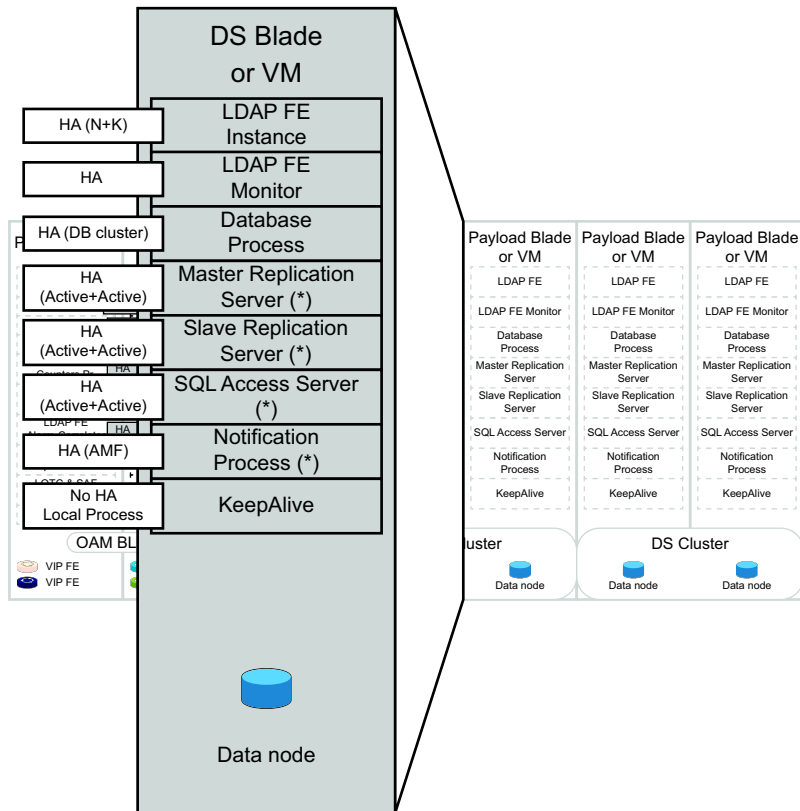 DS Blade
or VM
HA (N+K)
LDAP FE
Instance
HA
LDAP FE
Monitor
HA (DB cluster)
Database
Process
HA
(Active+Active)
Master Replication
Server (*)
HA
(Active+Active)
Slave Replication
Server (*)
HA
HA
(Active+Active)
SQL Access Server
(*)
LDAP FE
HA
HA (AMF)
Notification
Process (*)
No HA
Local Process
KeepAlive
OAM BL
VIP FE
VIP FE
Data node
Payload Blade
or VM
LDAP FE
LDAP FE Monitor
Database
Process
Master Replication
Server
Slave Replication
Server
SQL Access Server
Notification
Process
KeepAlive
Payload Blade
or VM
LDAP FE
LDAP FE Monitor
Database
Process
Master Replication
Server
Slave Replication
Server
SQL Access Server
Notification
Process
KeepAlive
Payload Blade
or VM
LDAP FE
LDAP FE Monitor
Database
Process
Master Replication
Server
Slave Replication
Server
SQL Access Server
Notification
Process
KeepAlive
luster
Data node
DS Cluster
Data node
Data node